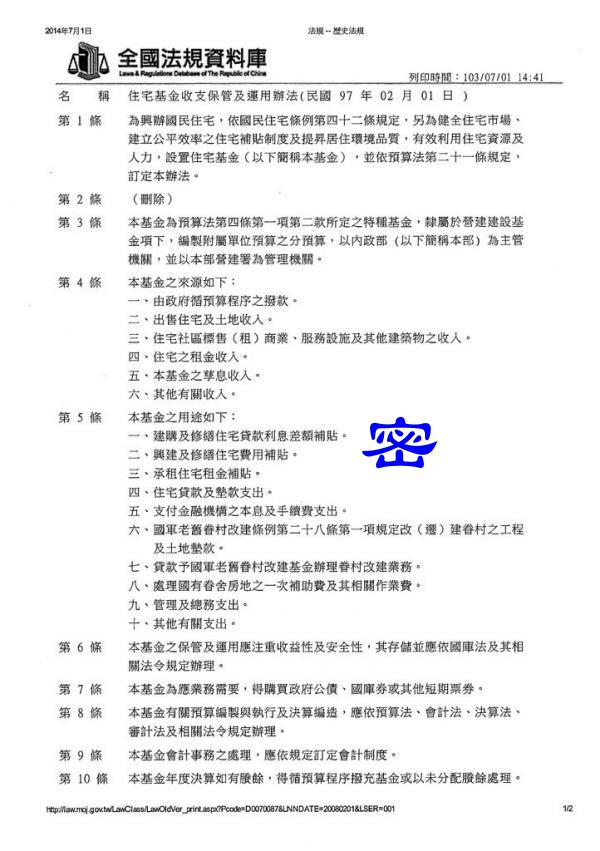 2014年7月1日 法規 -- 歷史法規
全國法規資料庫
Laws & Regulations Database of The Republic of China
列印時間：103/07/01 14:41
名 稱 住宅基金收支保管及運用辦法(民國 97 年 02 月 01 日 )
第 1 條 為興辦國民住宅，依國民住宅條例第四十二條規定，另為健全住宅市場、
建立公平效率之住宅補貼制度及提昇居住環境品質，有效利用住宅資源及
人力，設置住宅基金（以下簡稱本基金），並依預算法第二十一條規定，
訂定本辦法。
第 2 條 （刪除）
第 3 條 本基金為預算法第四條第一項第二款所定之特種基金，隸屬於營建建設基
金項下，編製附屬單位預算之分預算，以內政部 (以下簡稱本部) 為主管
機關，並以本部營建署為管理機關。
第 4 條 本基金之來源如下：
一、由政府循預算程序之撥款。
二、出售住宅及土地收入。
三、住宅社區標售（租）商業、服務設施及其他建築物之收入。
四、住宅之租金收入。
五、本基金之孳息收入。
六、其他有關收入。
第 5 條 本基金之用途如下：
一、建購及修繕住宅貸款利息差額補貼。
二、興建及修繕住宅費用補貼。
三、承租住宅租金補貼。
四、住宅貸款及墊款支出。
五、支付金融機構之本息及手續費支出。
六、國軍老舊眷村改建條例第二十八條第一項規定改（遷）建眷村之工程
及土地墊款。
七、貸款予國軍老舊眷村改建基金辦理眷村改建業務。
八、處理國有眷舍房地之一次補助費及其相關作業費。
九、管理及總務支出。
十、其他有關支出。
密
第 6 條 本基金之保管及運用應注重收益性及安全性，其存儲並應依國庫法及其相
關法令規定辦理。
第 7 條 本基金為應業務需要，得購買政府公債、國庫券或其他短期票券。
第 8 條 本基金有關預算編製與執行及決算編造，應依預算法、會計法、決算法、
審計法及相關法令規定辦理。
第 9 條 本基金會計事務之處理，應依規定訂定會計制度。
第 10 條 本基金年度決算如有賸餘，得循預算程序撥充基金或以未分配賸餘處理。
http://law.moj.gov.tw/LawClass/LawOldVer_print.aspx?Pcode=D0070087&LNNDATE=20080201&LSER=001 1/2